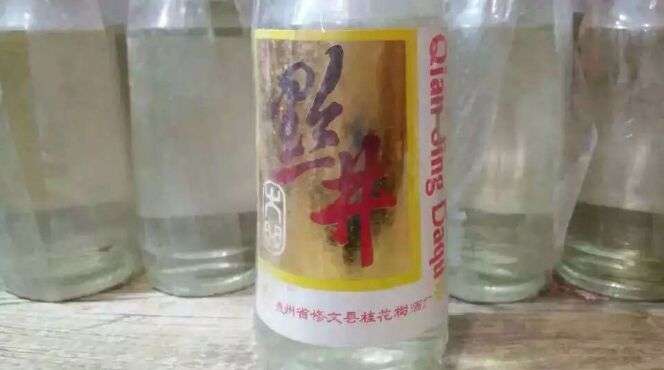 黔井
Qian-Jing Daqu
贵州省修文县桂花树酒厂